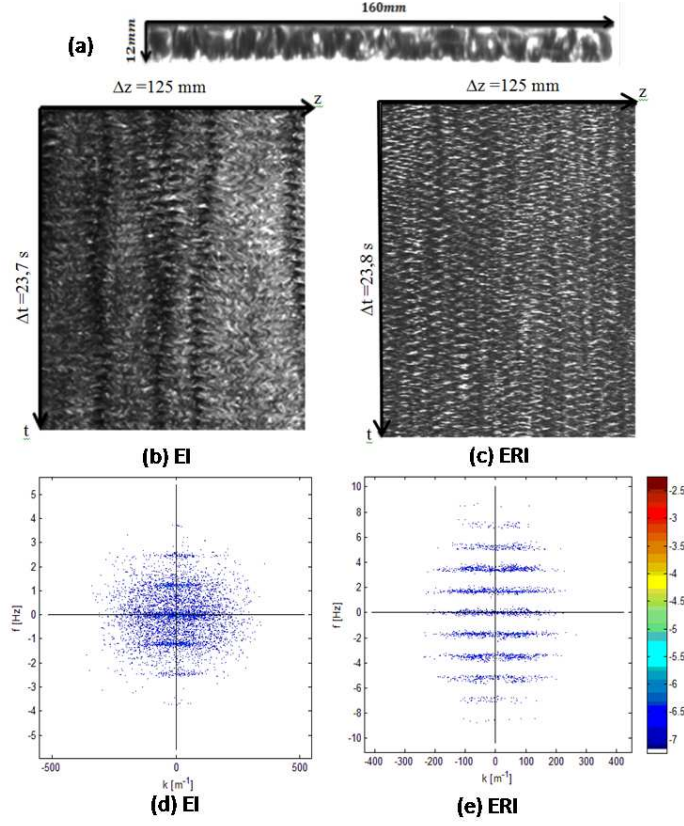 160mm
(a)
12mm
Δz =125 mm
z
Δt =23,7 s
t
(b) EI
Δz =125 mm
z
Δt =23,8 s
t
(c) ERI
5
4
3
2
1
0
-1
-2
-3
-4
-5
f [Hz]
-500
0
500
k [m⁻¹]
(d) EI
10
8
6
4
2
0
-2
-4
-6
-8
-10
f [Hz]
-400
-300
-200
-100
0
100
200
300
400
k [m⁻¹]
(e) ERI
-2.5
-3
-3.5
-4
-4.5
-5
-5.5
-6
-6.5
-7